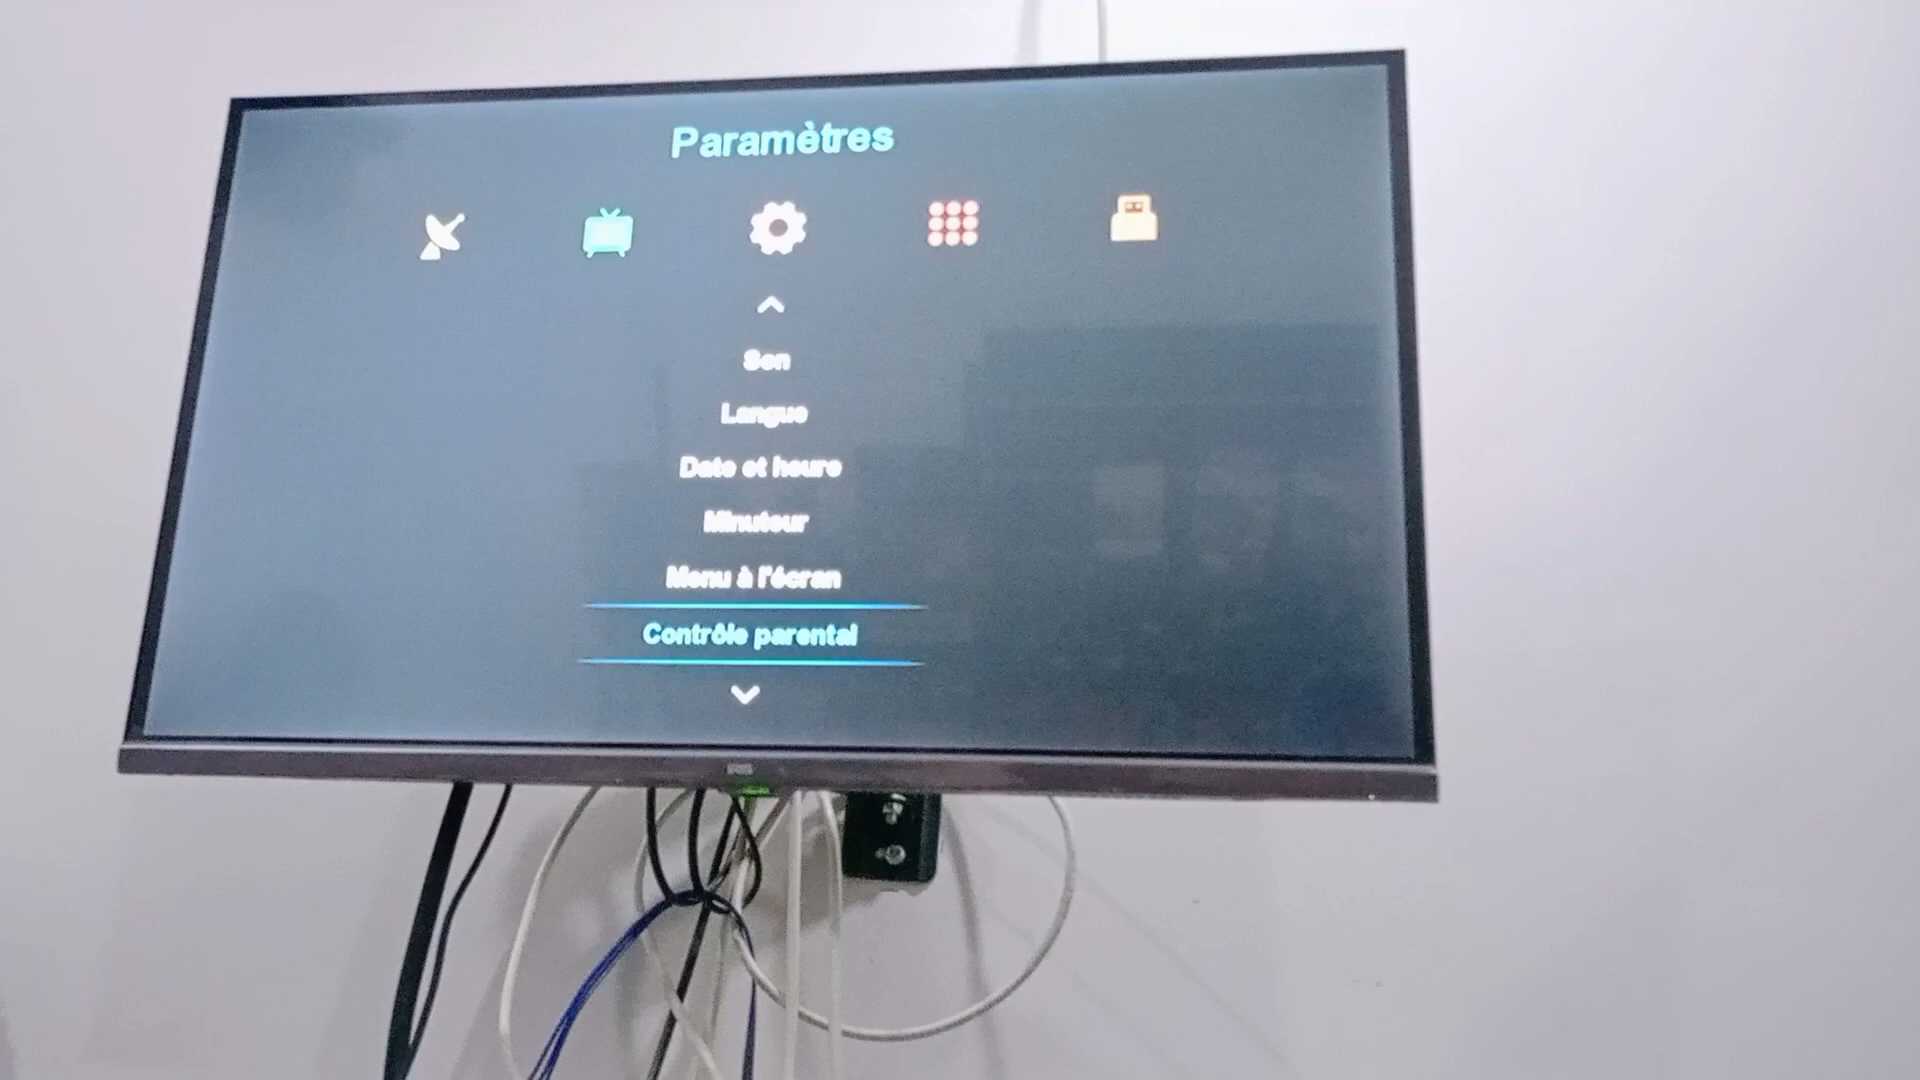 Paramètres
Son
Langue
Date et heure
Minuteur
Menu à l'écran
Contrôle parental